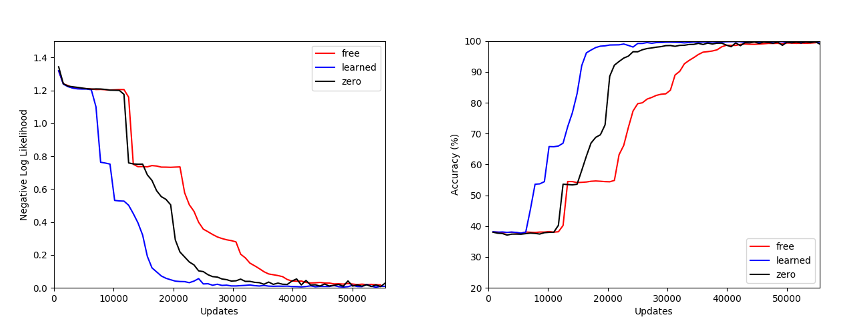 1.4
1.2
1.0
0.8
0.6
0.4
0.2
0.0
Negative Log Likelihood
0 10000 20000 30000 40000 50000
Updates
free
learned
zero
100
90
80
70
60
50
40
30
20
Accuracy (%)
0 10000 20000 30000 40000 50000
Updates
free
learned
zero